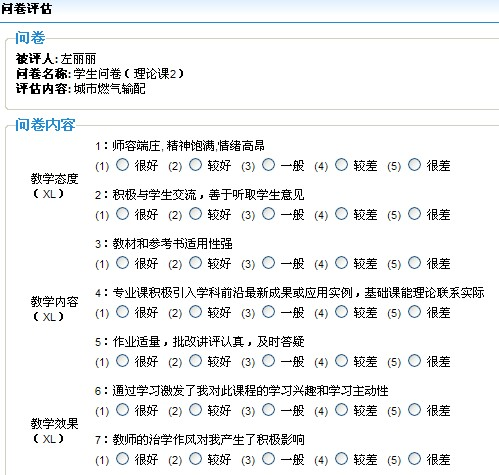 问卷评估
问卷
被评人:左丽丽
问卷名称:学生问卷(理论课2)
评估内容:城市燃气输配
问卷内容
教学态度
(XL)
1:师容端庄,精神饱满,情绪高昂
(1) 很好 (2) 较好 (3) 一般 (4) 较差 (5) 很差
2:积极与学生交流,善于听取学生意见
(1) 很好 (2) 较好 (3) 一般 (4) 较差 (5) 很差
教学内容
(XL)
3:教材和参考书适用性强
(1) 很好 (2) 较好 (3) 一般 (4) 较差 (5) 很差
4:专业课积极引入学科前沿最新成果或应用实例,基础课能理论联系实际
(1) 很好 (2) 较好 (3) 一般 (4) 较差 (5) 很差
5:作业适量,批改讲评认真,及时答疑
(1) 很好 (2) 较好 (3) 一般 (4) 较差 (5) 很差
教学效果
(XL)
6:通过学习激发了我对此课程的学习兴趣和学习主动性
(1) 很好 (2) 较好 (3) 一般 (4) 较差 (5) 很差
7:教师的治学作风对我产生了积极影响
(1) 很好 (2) 较好 (3) 一般 (4) 较差 (5) 很差